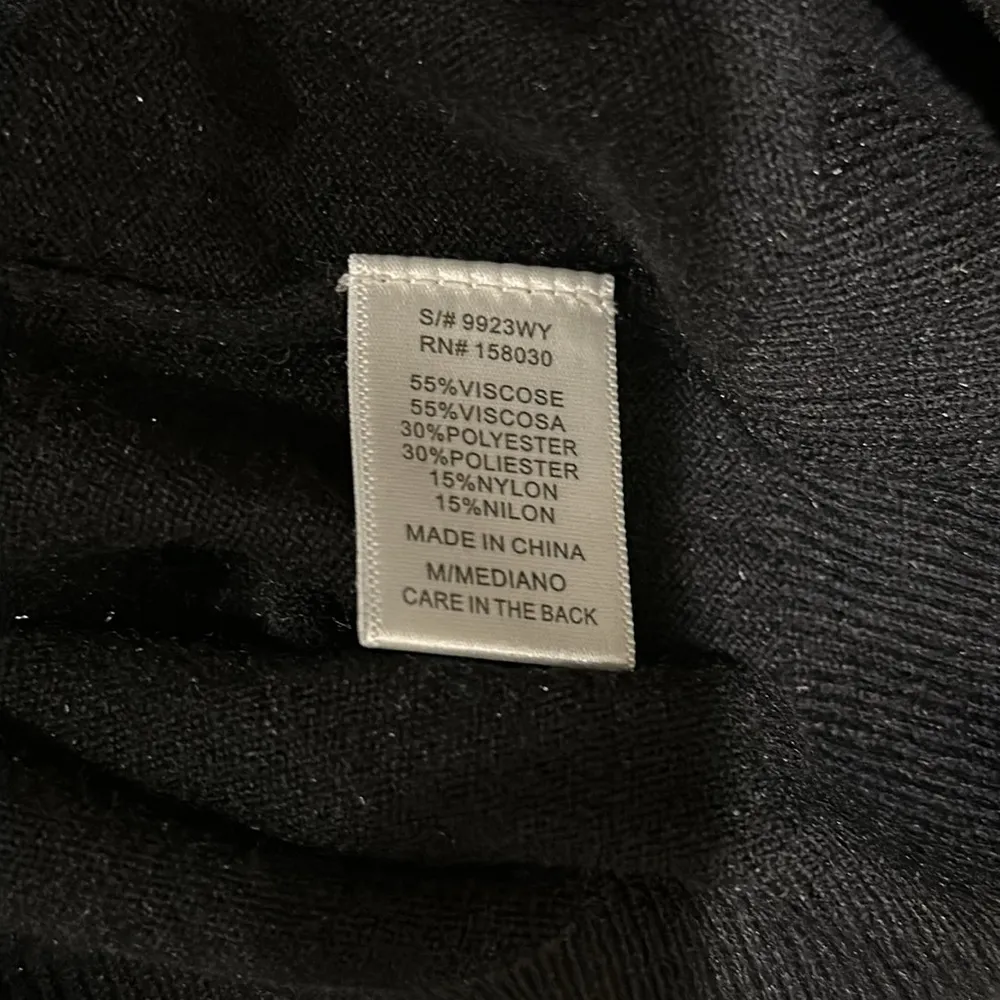 S/# 9923WY
RN# 158030
55%VISCOSE
55%VISCOSA
30%POLYESTER
30%POLIESTER
15%NYLON
15%NILON
MADE IN CHINA
M/MEDIANO
CARE IN THE BACK